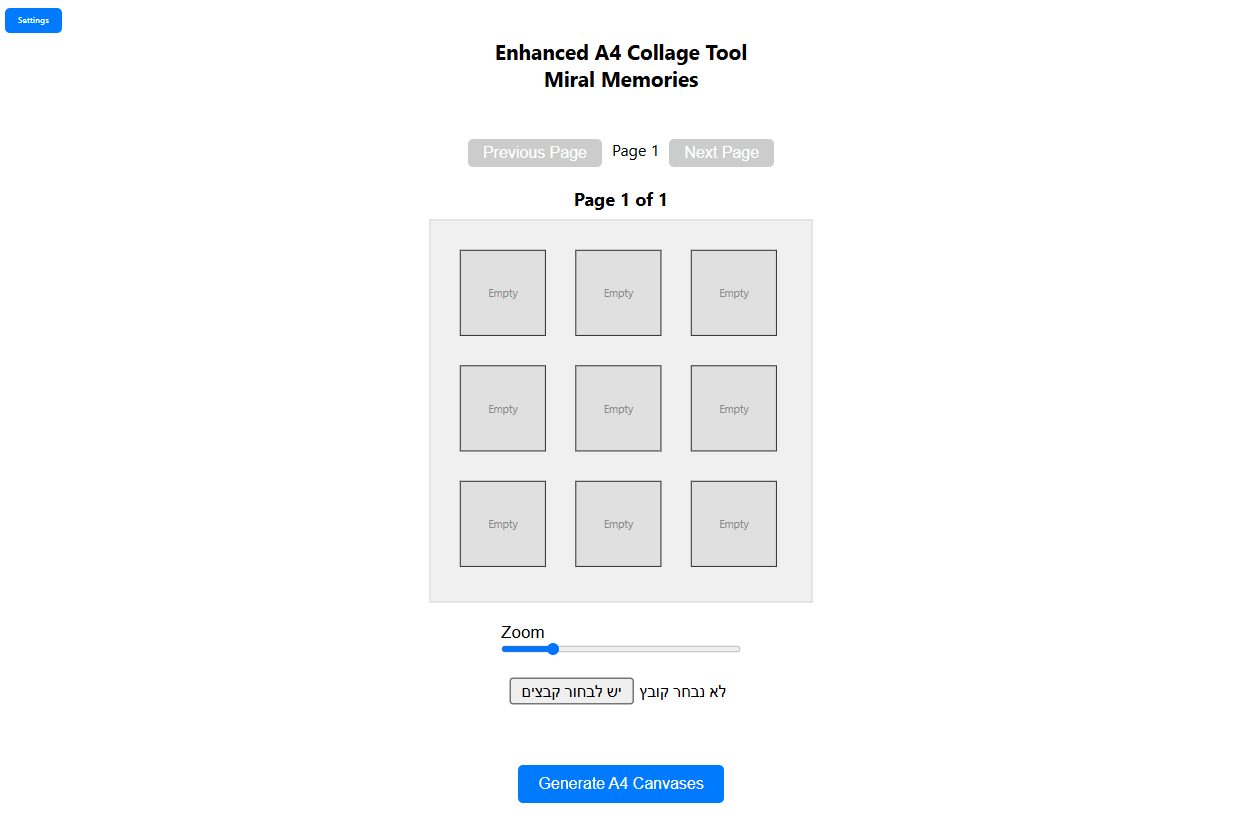 Settings
Enhanced A4 Collage Tool
Miral Memories
Previous Page Page 1 Next Page
Page 1 of 1
Empty Empty Empty
Empty Empty Empty
Empty Empty Empty
Zoom
יש לבחור קבצים לא נבחר קובץ
Generate A4 Canvases